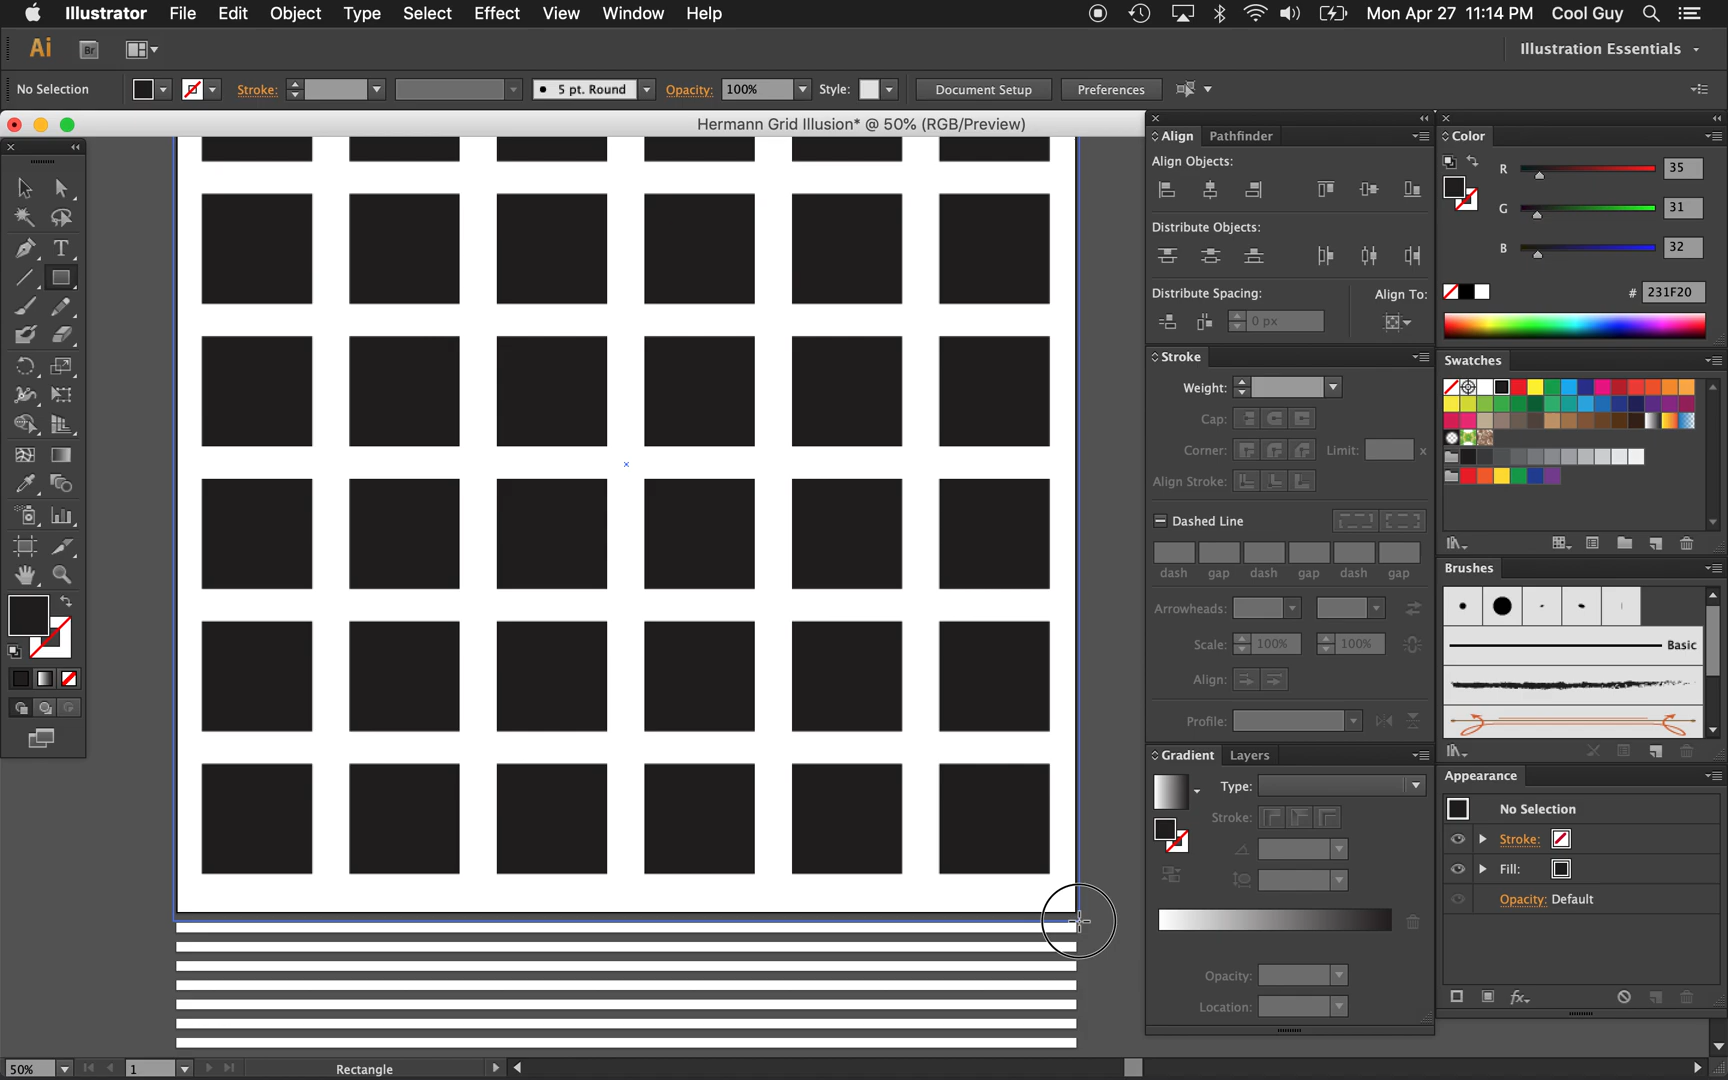 Illustrator File Edit Object Type Select Effect View Window Help Mon Apr 27 11:14 PM Cool Guy
Ai Br Illustration Essentials
No Selection Stroke: 5 pt. Round Opacity: 100% Style: Document Setup Preferences
Hermann Grid Illusion* @ 50% (RGB/Preview)
Align Pathfinder
Align Objects:
Distribute Objects:
Distribute Spacing: Align To:
0 px
Stroke
Weight:
Cap:
Corner: Limit: x
Align Stroke:
Dashed Line
dash gap dash gap dash gap
Arrowheads:
Scale: 100% 100%
Align:
Profile:
Gradient Layers
Type:
Stroke:
Opacity:
Location:
Color
R 35
G 31
B 32
# 231F20
Swatches
Brushes
Basic
Appearance
No Selection
Stroke:
Fill:
Opacity: Default
fx
T
50% 1 Rectangle